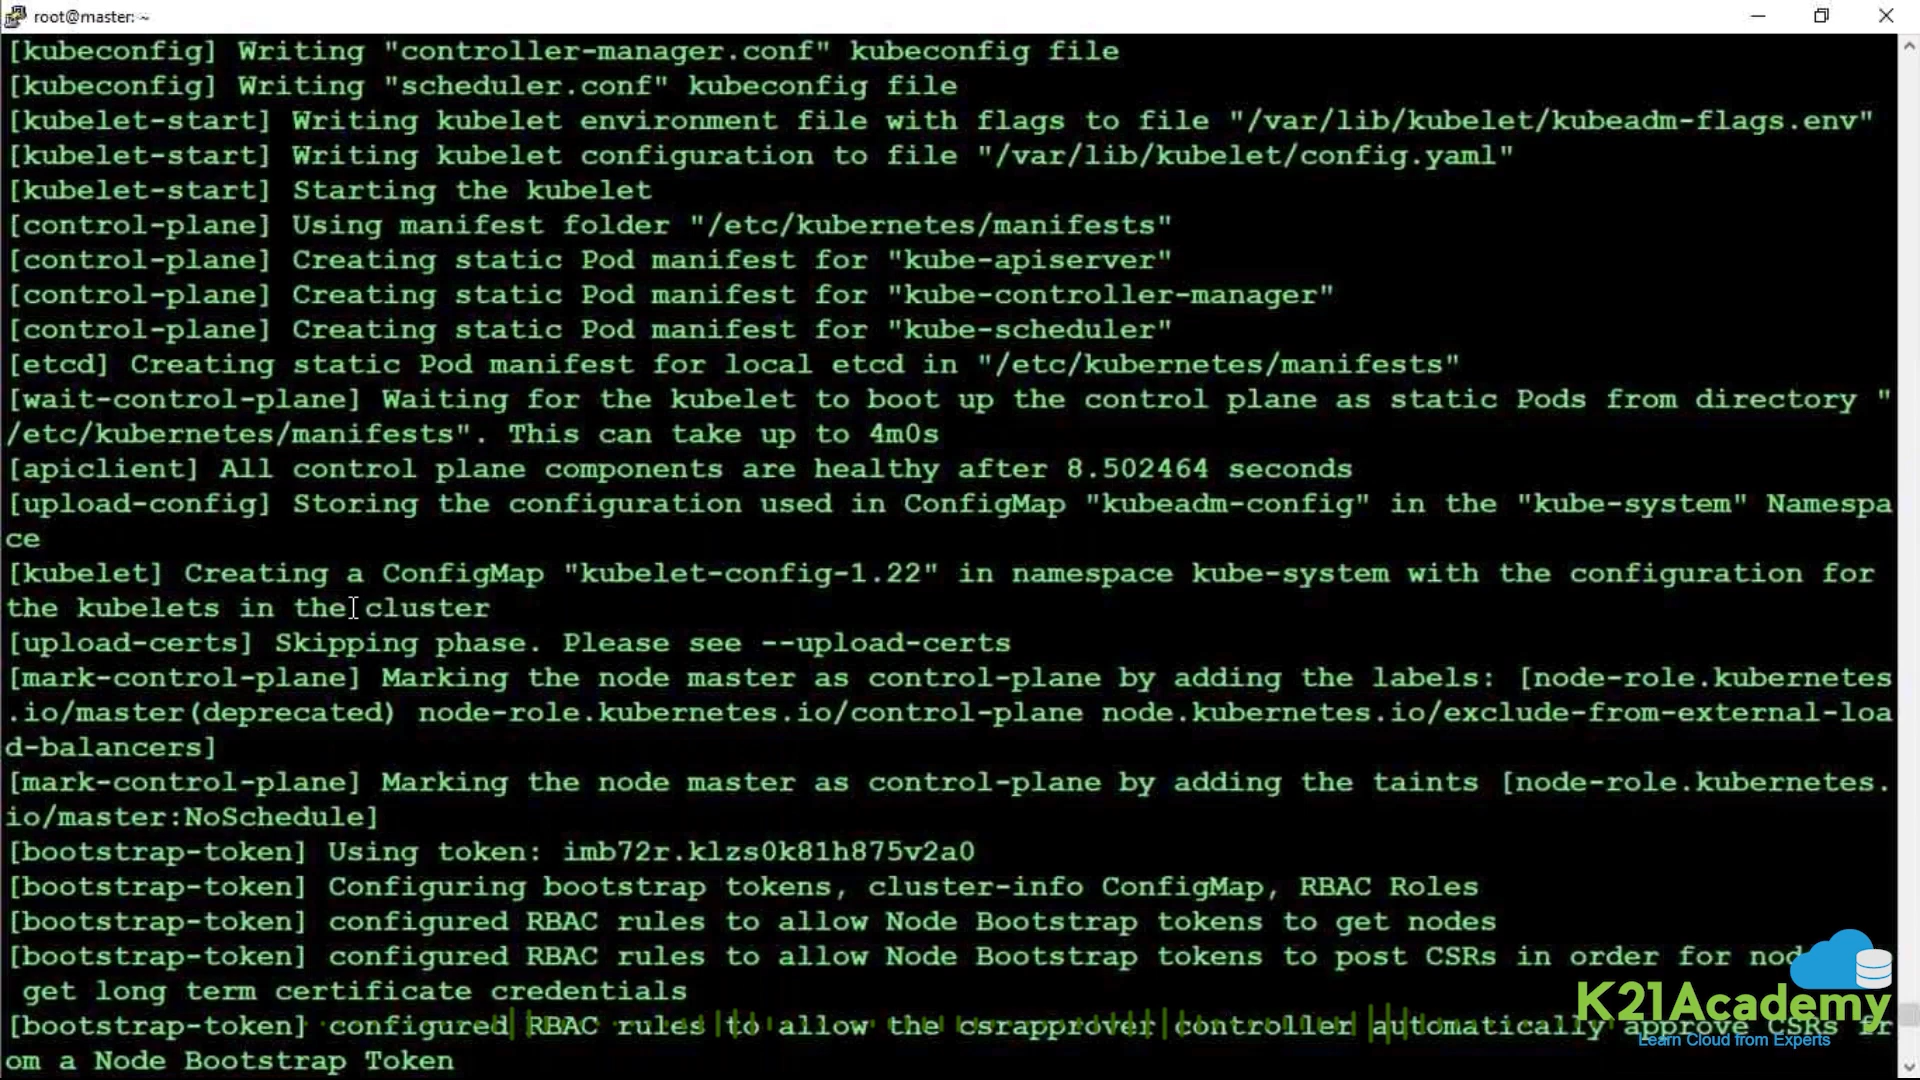 root@master: ~
[kubeconfig] Writing "controller-manager.conf" kubeconfig file
[kubeconfig] Writing "scheduler.conf" kubeconfig file
[kubelet-start] Writing kubelet environment file with flags to file "/var/lib/kubelet/kubeadm-flags.env"
[kubelet-start] Writing kubelet configuration to file "/var/lib/kubelet/config.yaml"
[kubelet-start] Starting the kubelet
[control-plane] Using manifest folder "/etc/kubernetes/manifests"
[control-plane] Creating static Pod manifest for "kube-apiserver"
[control-plane] Creating static Pod manifest for "kube-controller-manager"
[control-plane] Creating static Pod manifest for "kube-scheduler"
[etcd] Creating static Pod manifest for local etcd in "/etc/kubernetes/manifests"
[wait-control-plane] Waiting for the kubelet to boot up the control plane as static Pods from directory "
/etc/kubernetes/manifests". This can take up to 4m0s
[apiclient] All control plane components are healthy after 8.502464 seconds
[upload-config] Storing the configuration used in ConfigMap "kubeadm-config" in the "kube-system" Namespa
ce
[kubelet] Creating a ConfigMap "kubelet-config-1.22" in namespace kube-system with the configuration for
the kubelets in the cluster
[upload-certs] Skipping phase. Please see --upload-certs
[mark-control-plane] Marking the node master as control-plane by adding the labels: [node-role.kubernetes
.io/master(deprecated) node-role.kubernetes.io/control-plane node.kubernetes.io/exclude-from-external-loa
d-balancers]
[mark-control-plane] Marking the node master as control-plane by adding the taints [node-role.kubernetes.
io/master:NoSchedule]
[bootstrap-token] Using token: imb72r.klzs0k81h875v2a0
[bootstrap-token] Configuring bootstrap tokens, cluster-info ConfigMap, RBAC Roles
[bootstrap-token] configured RBAC rules to allow Node Bootstrap tokens to get nodes
[bootstrap-token] configured RBAC rules to allow Node Bootstrap tokens to post CSRs in order for nod
get long term certificate credentials
[bootstrap-token] configured RBAC rules to allow the csrapprover controller automatically approve CSRs fr
om a Node Bootstrap Token
K21Academy
Learn Cloud from Experts